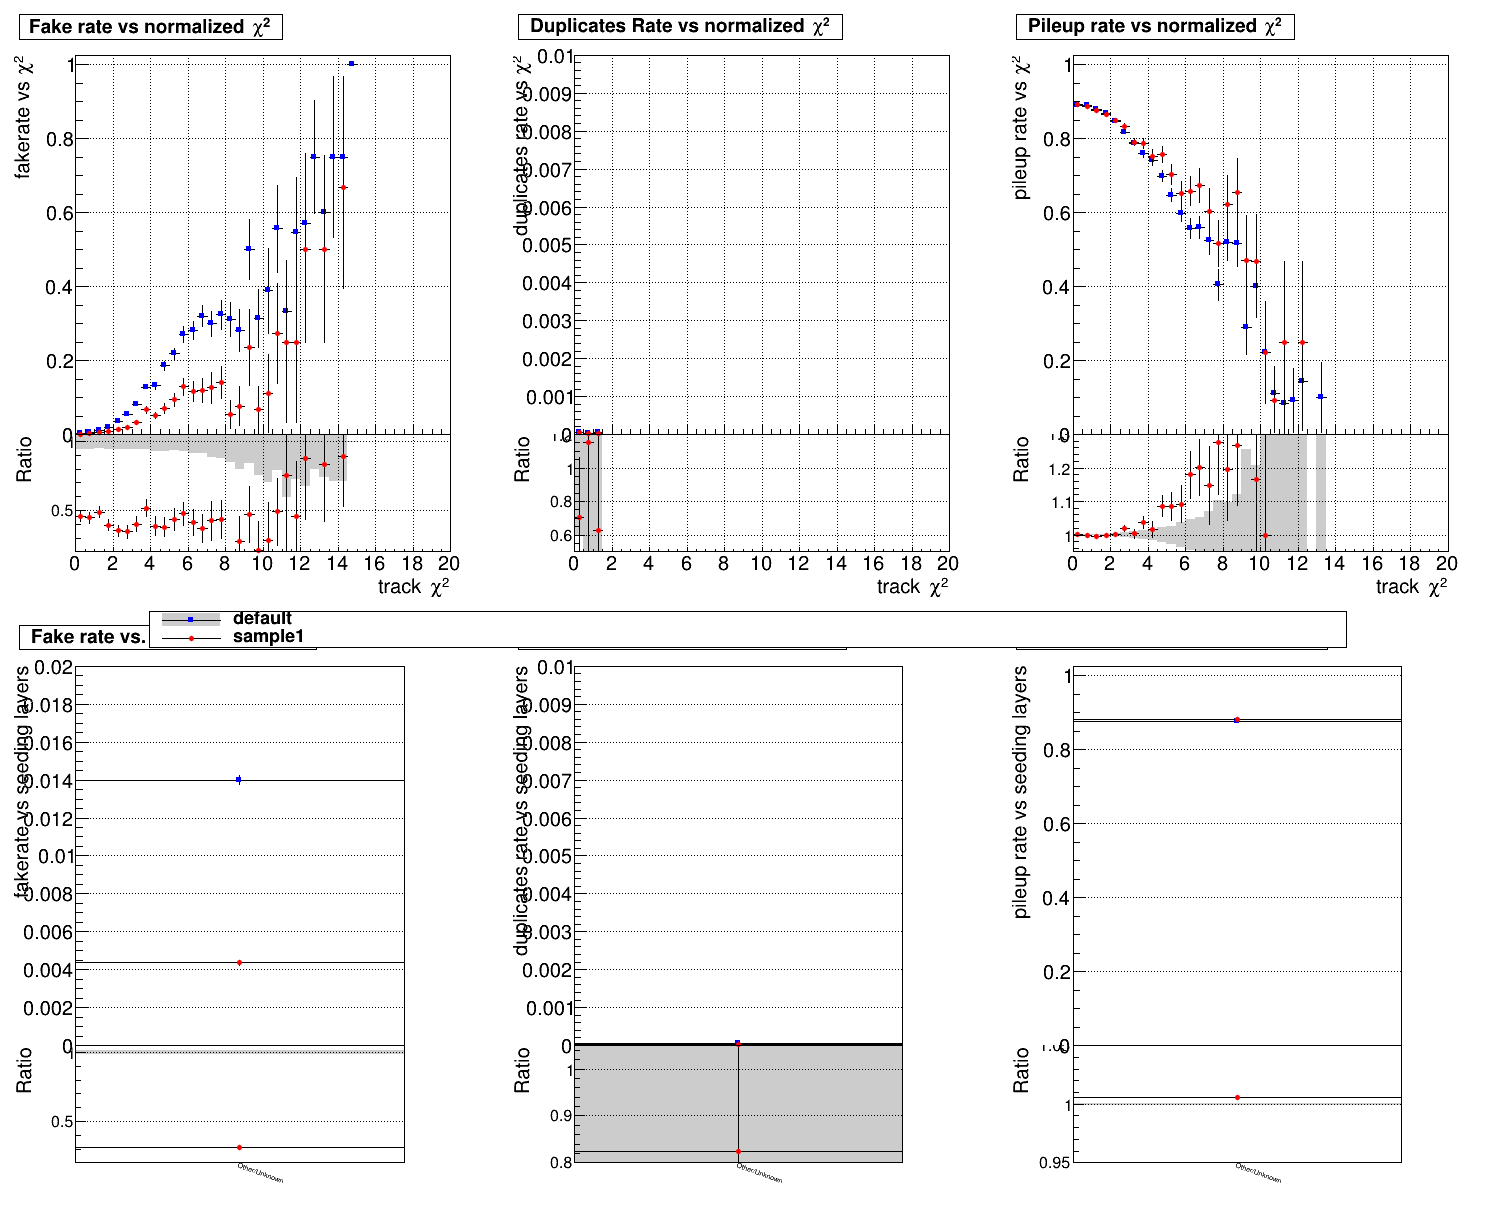 Fake rate vs normalized χ²
fakerate vs χ²
1
0.8
0.6
0.4
0.2
0
Ratio
0.5
0 2 4 6 8 10 12 14 16 18 20
track χ²
Duplicates Rate vs normalized χ²
duplicates rate vs χ²
0.01
0.009
0.008
0.007
0.006
0.005
0.004
0.003
0.002
0.001
0
Ratio
1
0.8
0.6
0 2 4 6 8 10 12 14 16 18 20
track χ²
Pileup rate vs normalized χ²
pileup rate vs χ²
1
0.8
0.6
0.4
0.2
0
Ratio
1.2
1.1
1
0 2 4 6 8 10 12 14 16 18 20
track χ²
default
sample1
Fake rate vs.
fakerate vs seeding layers
0.02
0.018
0.016
0.014
0.012
0.01
0.008
0.006
0.004
0.002
0
Ratio
1
0.5
Other/Unknown
duplicates rate vs seeding layers
0.01
0.009
0.008
0.007
0.006
0.005
0.004
0.003
0.002
0.001
0
Ratio
1
0.9
0.8
Other/Unknown
pileup rate vs seeding layers
1
0.8
0.6
0.4
0.2
0
Ratio
1
0.95
Other/Unknown